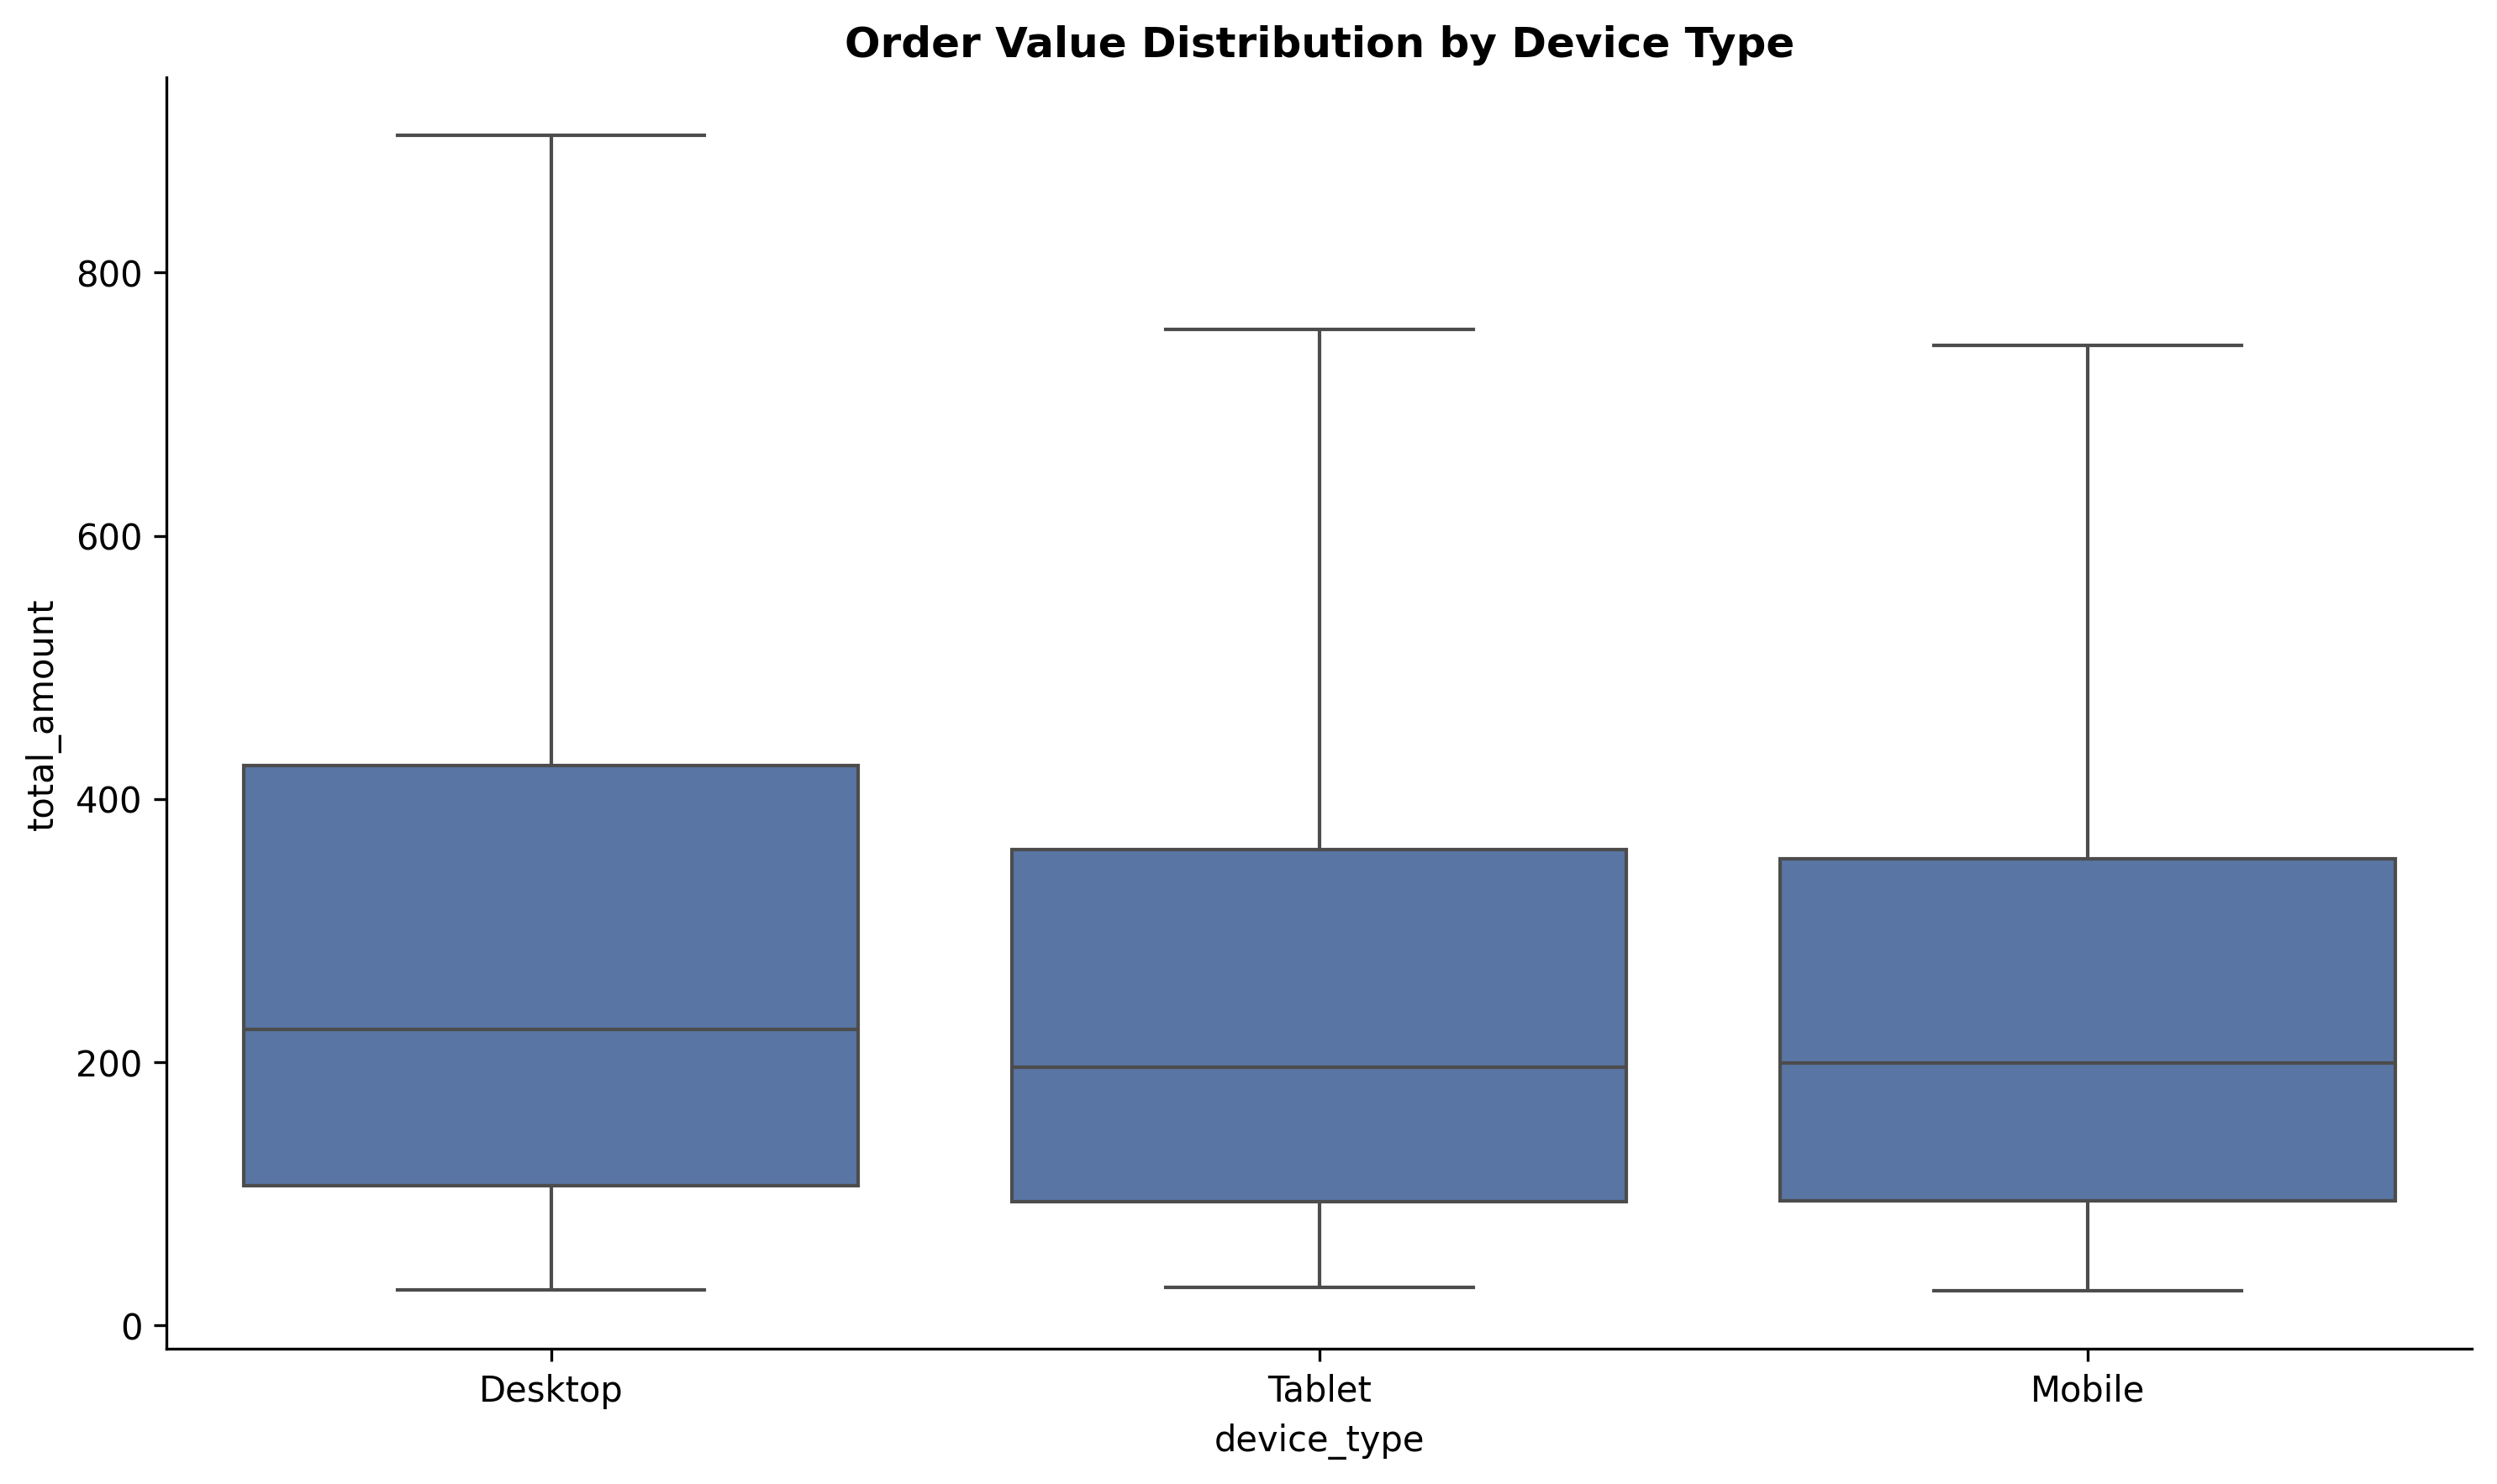 Order Value Distribution by Device Type
total_amount
800
600
400
200
0
Desktop
Tablet
Mobile
device_type